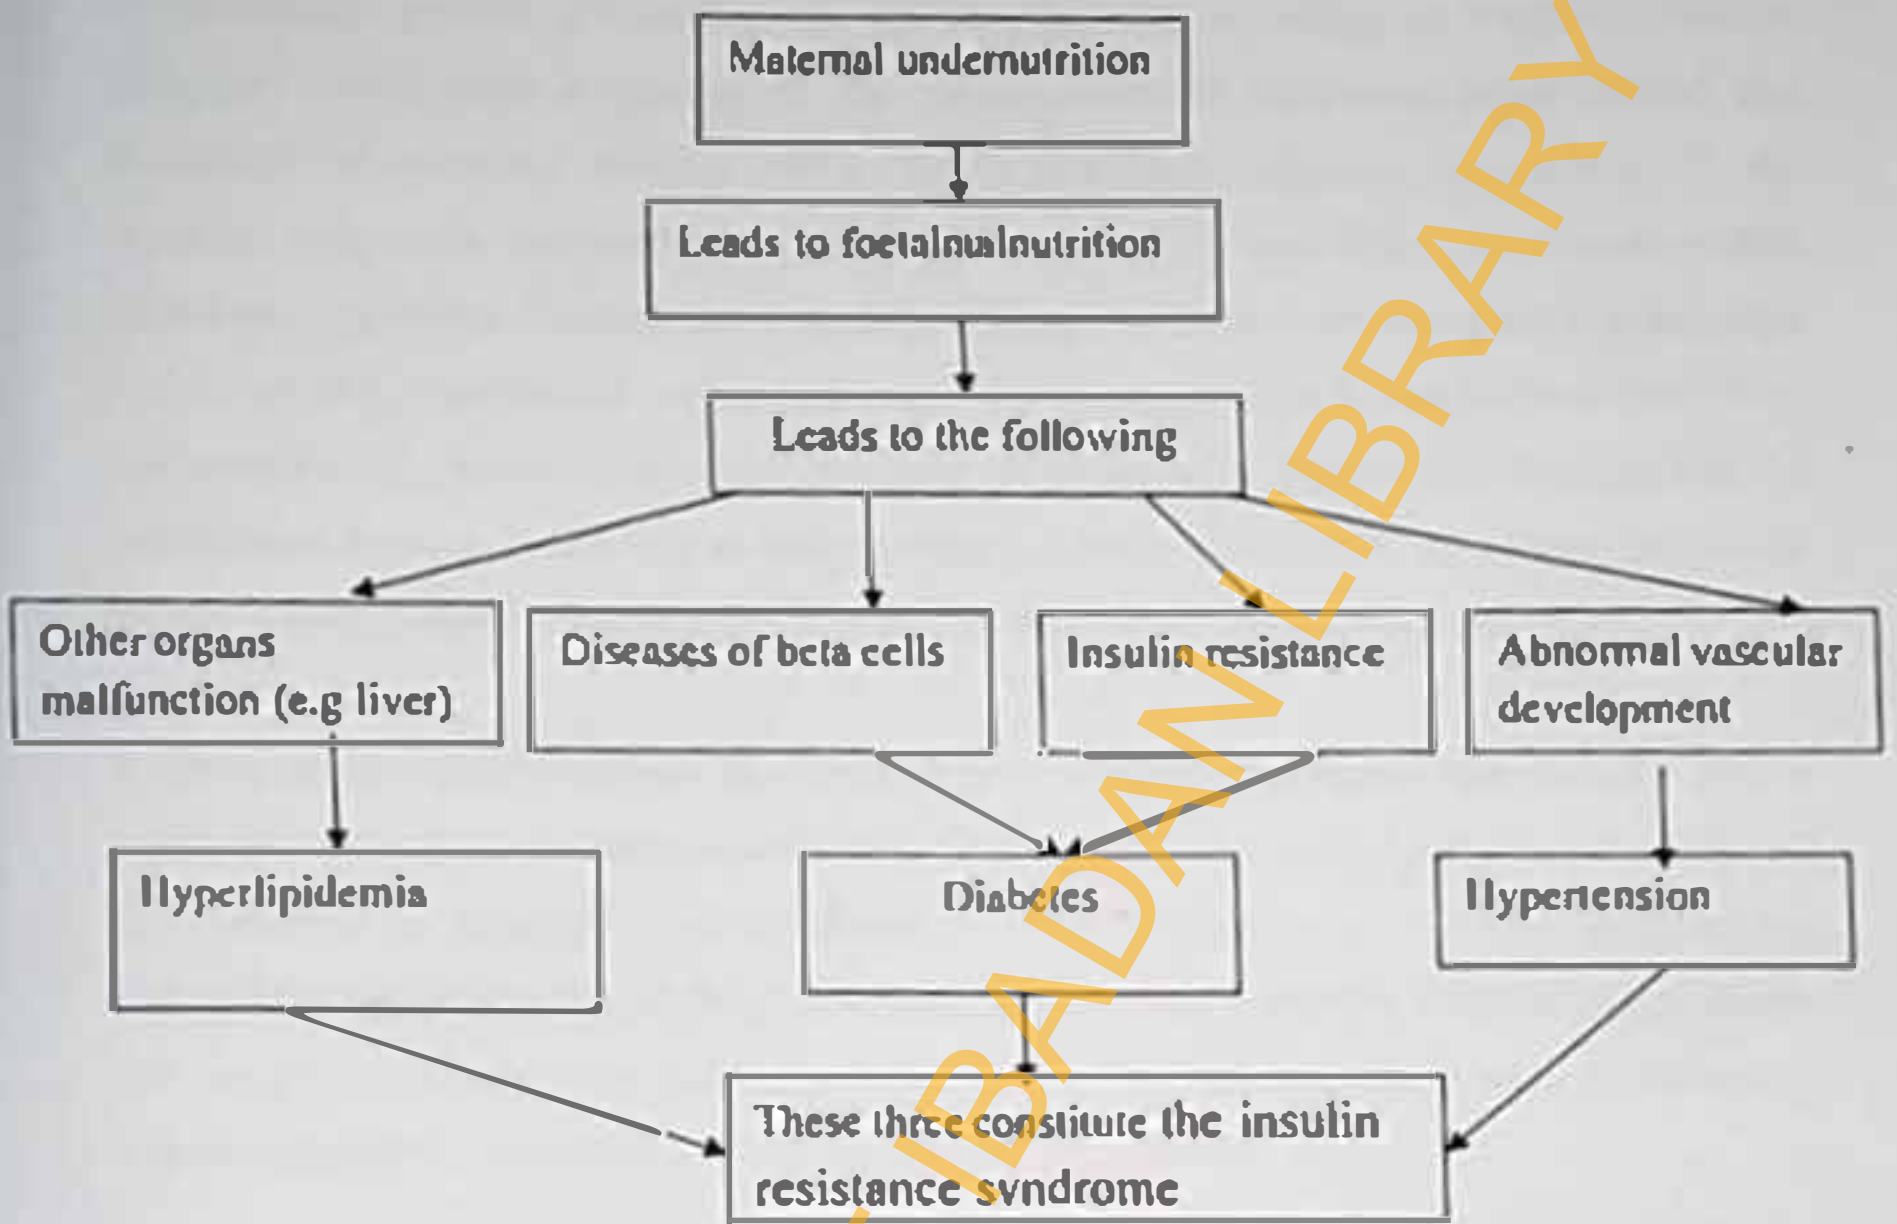 Maternal undernutrition
Leads to foetalmalnutrition
Leads to the following
Other organs
malfunction (e.g liver)
Diseases of beta cells
Insulin resistance
Abnormal vascular
development
Hyperlipidemia
Diabetes
Hypertension
These three constitute the insulin
resistance syndrome
IBADAN LIBRARY